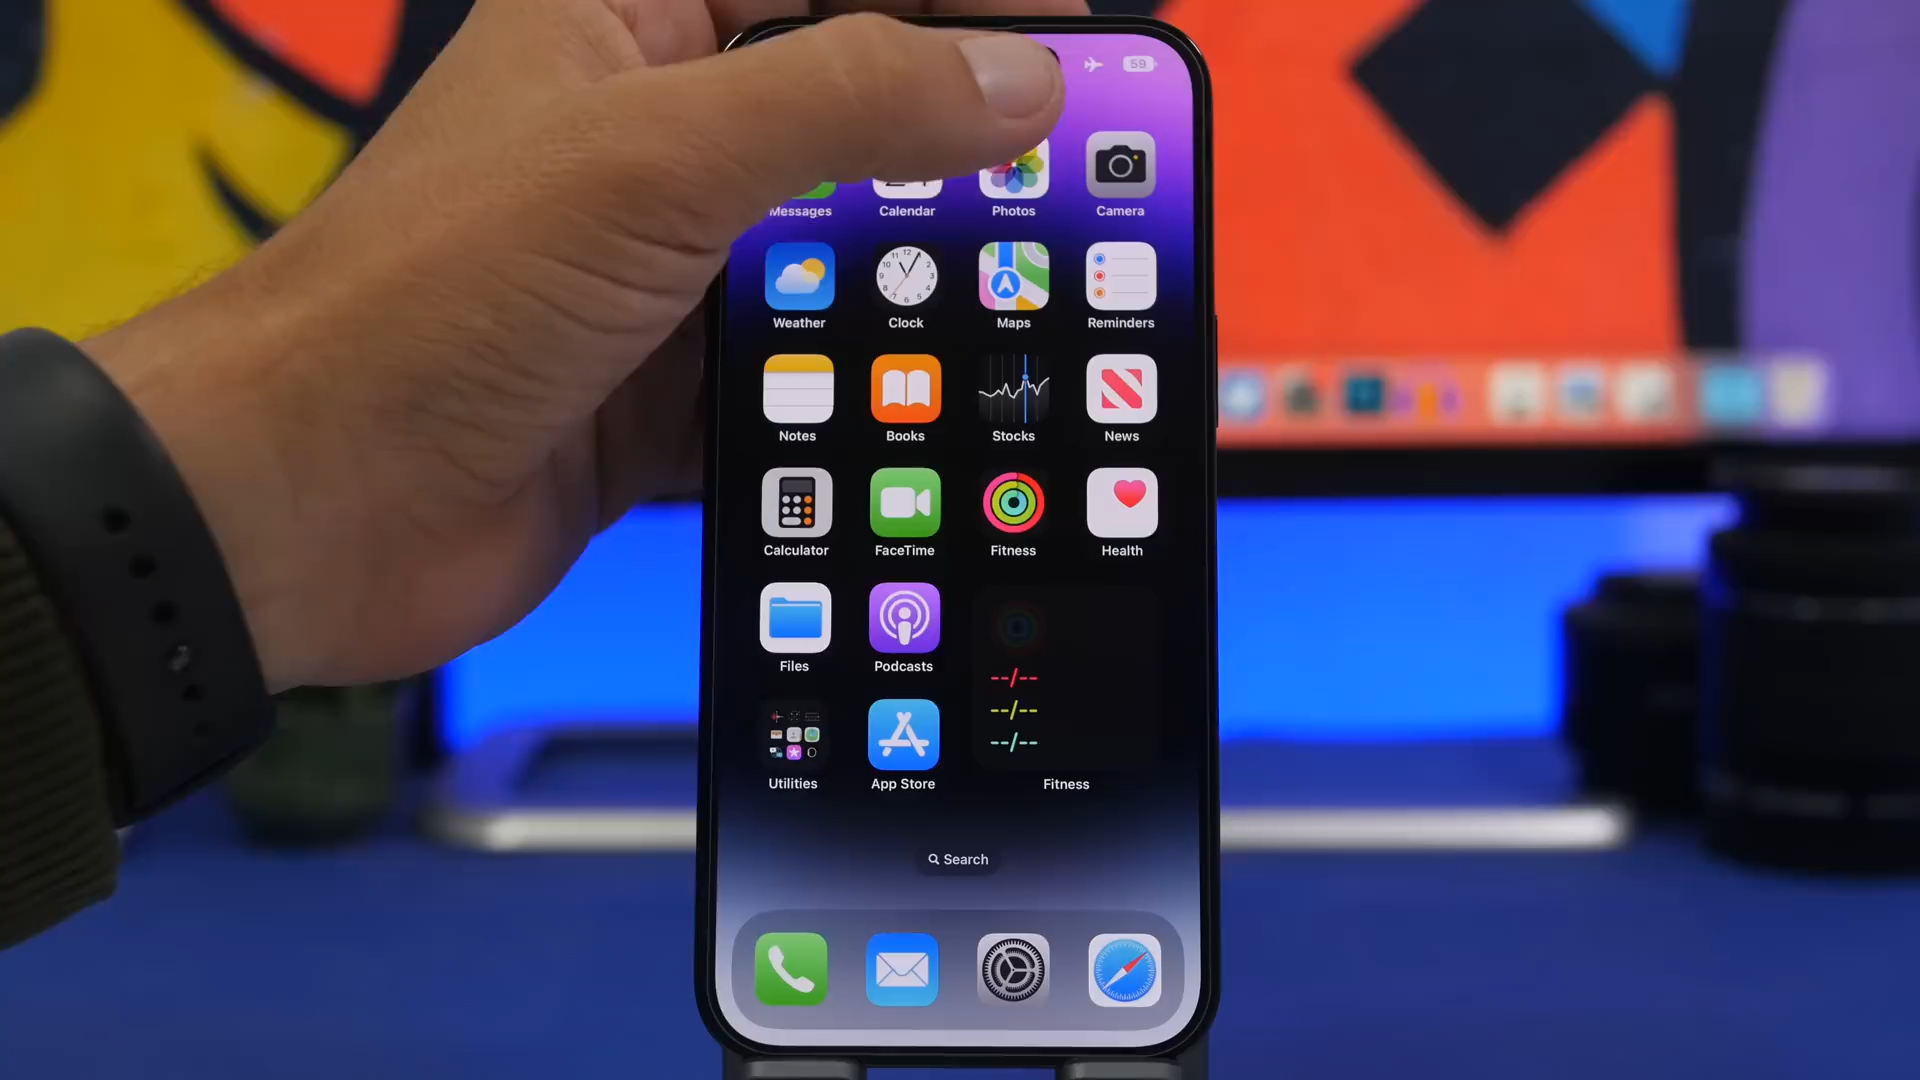 59
Messages
Calendar
Photos
Camera
Weather
Clock
Maps
Reminders
Notes
Books
Stocks
News
Calculator
FaceTime
Fitness
Health
Files
Podcasts
--/--
--/--
--/--
Utilities
App Store
Fitness
Search